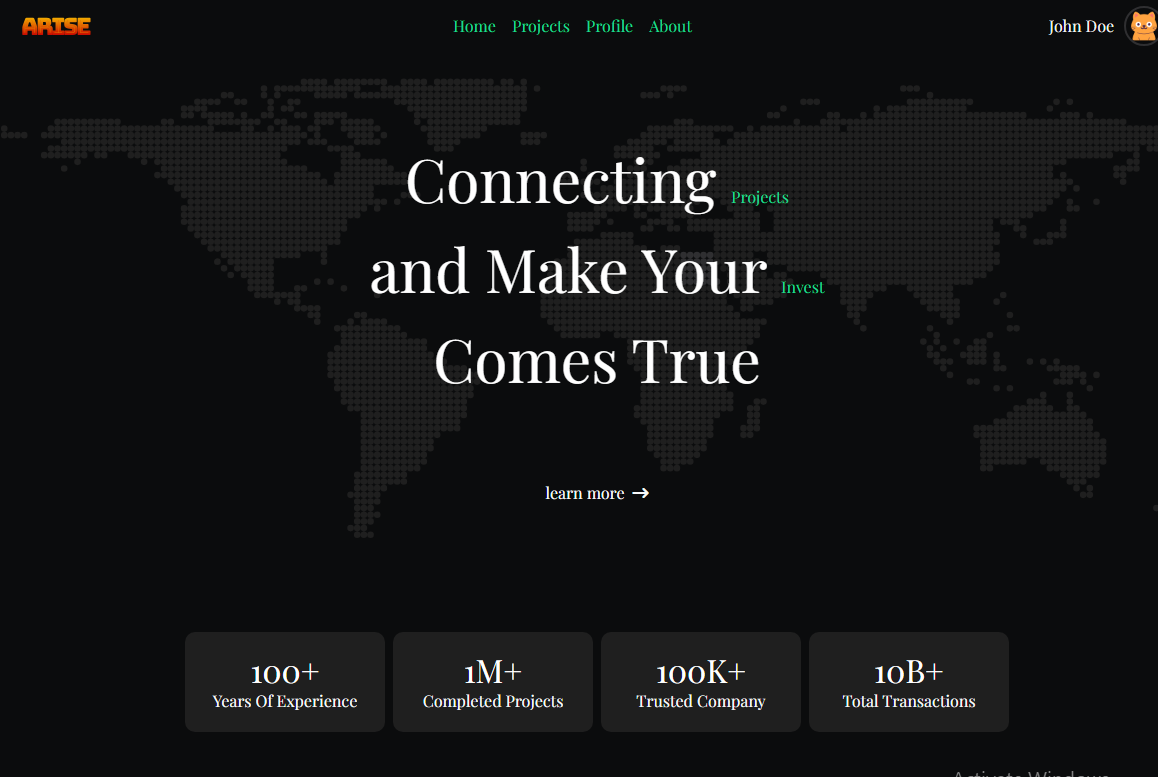 ARISE
Home Projects Profile About
John Doe
Connecting Projects
and Make Your Invest
Comes True
learn more →
100+
Years Of Experience
1M+
Completed Projects
100K+
Trusted Company
10B+
Total Transactions
Activate Windows